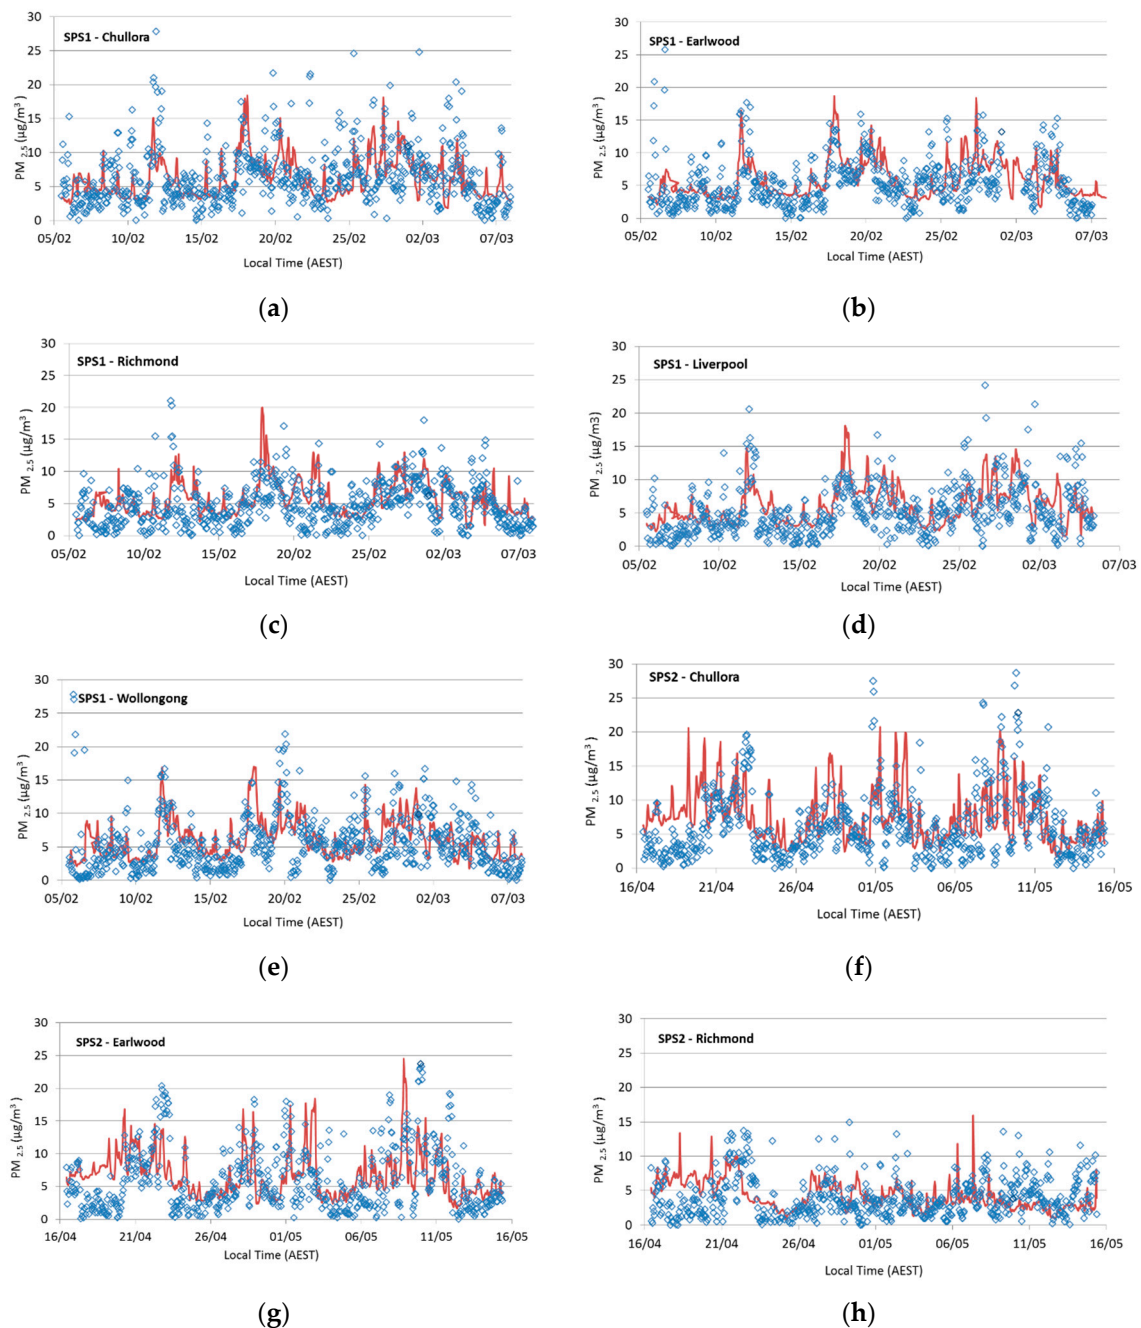 SPS1 - Chullora
PM 2.5 (µg/m³)
30
25
20
15
10
5
0
05/02 10/02 15/02 20/02 25/02 02/03 07/03
Local Time (AEST)
(a)
SPS1 - Earlwood
PM 2.5 (µg/m³)
30
25
20
15
10
5
0
05/02 10/02 15/02 20/02 25/02 02/03 07/03
Local Time (AEST)
(b)
SPS1 - Richmond
PM 2.5 (µg/m³)
30
25
20
15
10
5
0
05/02 10/02 15/02 20/02 25/02 02/03 07/03
Local Time (AEST)
(c)
SPS1 - Liverpool
PM 2.5 (µg/m3)
30
25
20
15
10
5
0
05/02 10/02 15/02 20/02 25/02 02/03 07/03
Local Time (AEST)
(d)
SPS1 - Wollongong
PM 2.5 (µg/m³)
30
25
20
15
10
5
0
05/02 10/02 15/02 20/02 25/02 02/03 07/03
Local Time (AEST)
(e)
SPS2 - Chullora
PM 2.5 (µg/m³)
30
25
20
15
10
5
0
16/04 21/04 26/04 01/05 06/05 11/05 16/05
Local Time (AEST)
(f)
SPS2 - Earlwood
PM 2.5 (µg/m³)
30
25
20
15
10
5
0
16/04 21/04 26/04 01/05 06/05 11/05 16/05
Local Time (AEST)
(g)
SPS2 - Richmond
PM 2.5 (µg/m³)
30
25
20
15
10
5
0
16/04 21/04 26/04 01/05 06/05 11/05 16/05
Local Time (AEST)
(h)